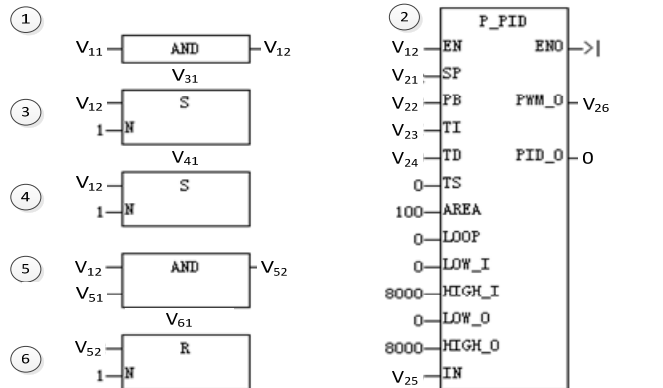 1
V11 AND V12
V31
3
V12 S
1 N
V41
4
V12 S
1 N
5
V12 AND V52
V51
V61
6
V52 R
1 N
2
P_PID
V12 EN ENO >|
V21 SP
V22 PB PWM_O V26
V23 TI
V24 TD PID_O 0
0 TS
100 AREA
0 LOOP
0 LOW_I
8000 HIGH_I
0 LOW_O
8000 HIGH_O
V25 IN